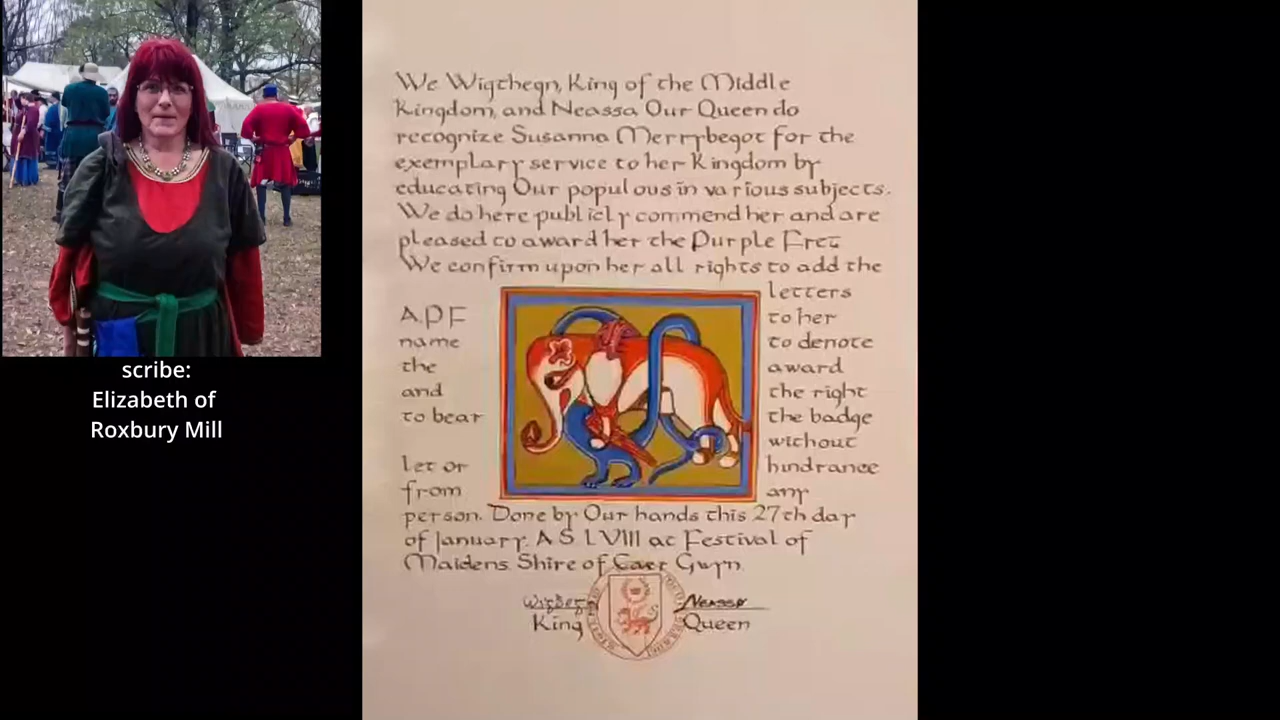 scribe:
Elizabeth of
Roxbury Mill
We Wigthegn, King of the Middle
Kingdom, and Neassa Our Queen do
recognize Susanna Merrybegot for the
exemplary service to her Kingdom by
educating Our populous in various subjects.
We do here publicly commend her and are
pleased to award her the Purple Fret
We confirm upon her all rights to add the
letters
A.P.F to her
name to denote
the award
and the right
to bear the badge
without
let or hindrance
from any
person. Done by Our hands this 27th day
of January. A.S. LVIII at Festival of
Maidens Shire of Caer Gwyn.
Neassa
King Queen